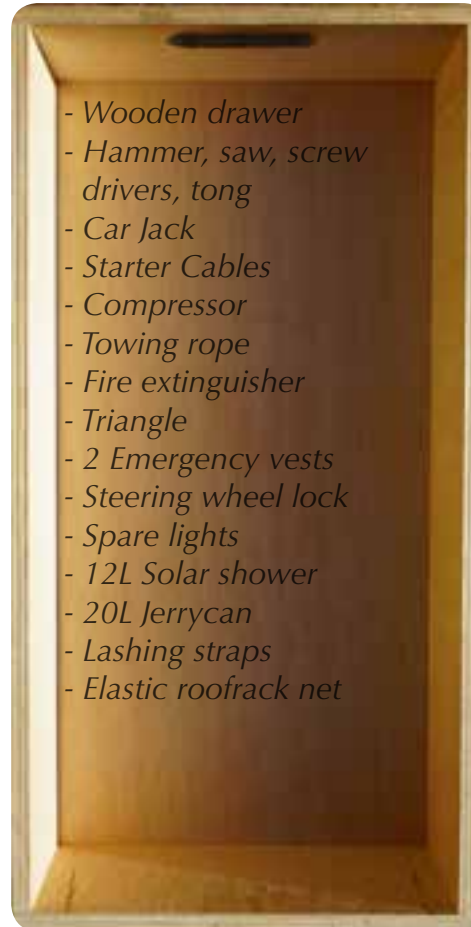 - Wooden drawer
- Hammer, saw, screw
drivers, tong
- Car Jack
- Starter Cables
- Compressor
- Towing rope
- Fire extinguisher
- Triangle
- 2 Emergency vests
- Steering wheel lock
- Spare lights
- 12L Solar shower
- 20L Jerrycan
- Lashing straps
- Elastic roofrack net